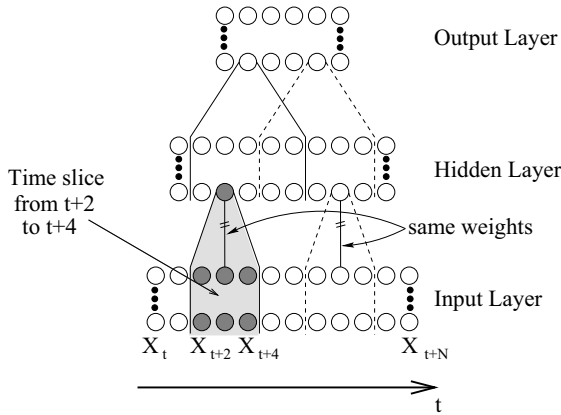 Output Layer
Hidden Layer
Time slice
from t+2
to t+4
same weights
Input Layer
X t X t+2 X t+4 X t+N
t